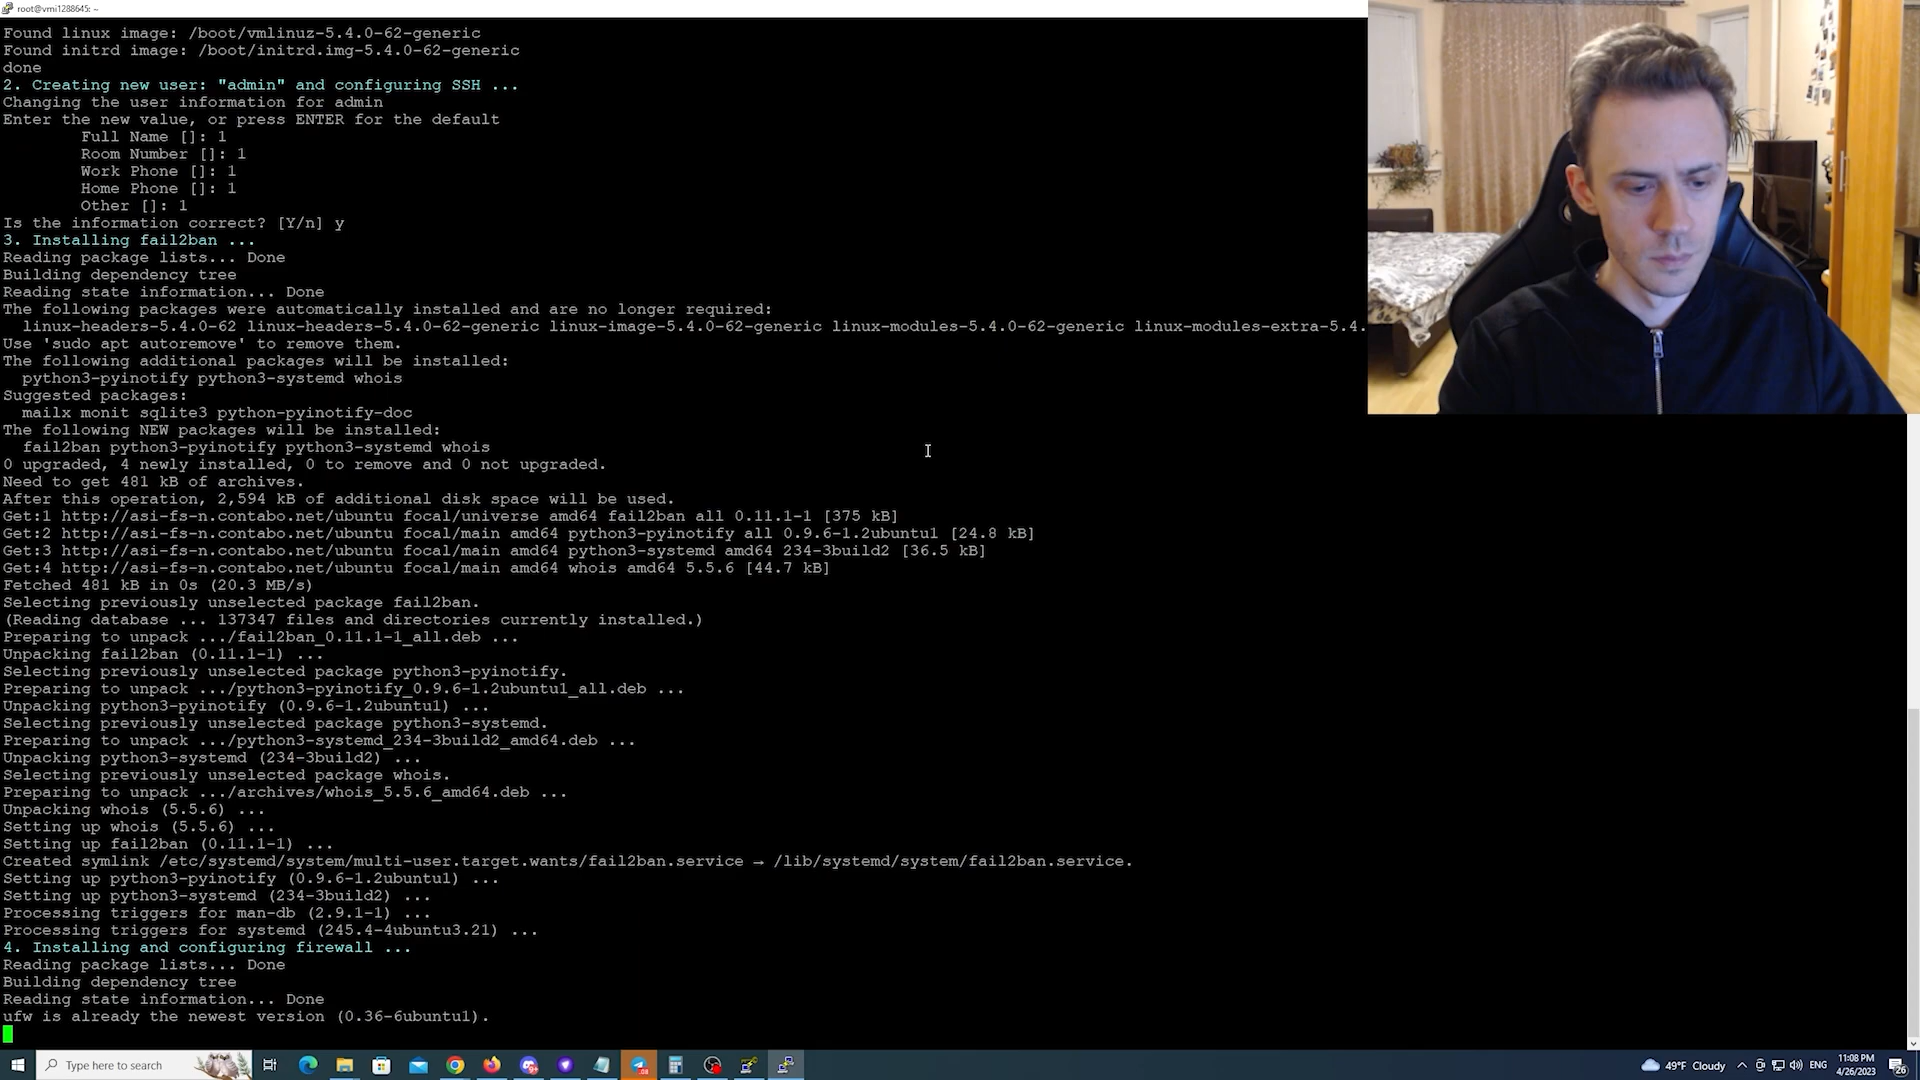 root@vmi1288645: ~
Found linux image: /boot/vmlinuz-5.4.0-62-generic
Found initrd image: /boot/initrd.img-5.4.0-62-generic
done
2. Creating new user: "admin" and configuring SSH ...
Changing the user information for admin
Enter the new value, or press ENTER for the default
Full Name []: 1
Room Number []: 1
Work Phone []: 1
Home Phone []: 1
Other []: 1
Is the information correct? [Y/n] y
3. Installing fail2ban ...
Reading package lists... Done
Building dependency tree
Reading state information... Done
The following packages were automatically installed and are no longer required:
linux-headers-5.4.0-62 linux-headers-5.4.0-62-generic linux-image-5.4.0-62-generic linux-modules-5.4.0-62-generic linux-modules-extra-5.4.
Use 'sudo apt autoremove' to remove them.
The following additional packages will be installed:
python3-pyinotify python3-systemd whois
Suggested packages:
mailx monit sqlite3 python-pyinotify-doc
The following NEW packages will be installed:
fail2ban python3-pyinotify python3-systemd whois
0 upgraded, 4 newly installed, 0 to remove and 0 not upgraded.
Need to get 481 kB of archives.
After this operation, 2,594 kB of additional disk space will be used.
Get:1 http://asi-fs-n.contabo.net/ubuntu focal/universe amd64 fail2ban all 0.11.1-1 [375 kB]
Get:2 http://asi-fs-n.contabo.net/ubuntu focal/main amd64 python3-pyinotify all 0.9.6-1.2ubuntu1 [24.8 kB]
Get:3 http://asi-fs-n.contabo.net/ubuntu focal/main amd64 python3-systemd amd64 234-3build2 [36.5 kB]
Get:4 http://asi-fs-n.contabo.net/ubuntu focal/main amd64 whois amd64 5.5.6 [44.7 kB]
Fetched 481 kB in 0s (20.3 MB/s)
Selecting previously unselected package fail2ban.
(Reading database ... 137347 files and directories currently installed.)
Preparing to unpack .../fail2ban_0.11.1-1_all.deb ...
Unpacking fail2ban (0.11.1-1) ...
Selecting previously unselected package python3-pyinotify.
Preparing to unpack .../python3-pyinotify_0.9.6-1.2ubuntu1_all.deb ...
Unpacking python3-pyinotify (0.9.6-1.2ubuntu1) ...
Selecting previously unselected package python3-systemd.
Preparing to unpack .../python3-systemd_234-3build2_amd64.deb ...
Unpacking python3-systemd (234-3build2) ...
Selecting previously unselected package whois.
Preparing to unpack .../archives/whois_5.5.6_amd64.deb ...
Unpacking whois (5.5.6) ...
Setting up whois (5.5.6) ...
Setting up fail2ban (0.11.1-1) ...
Created symlink /etc/systemd/system/multi-user.target.wants/fail2ban.service → /lib/systemd/system/fail2ban.service.
Setting up python3-pyinotify (0.9.6-1.2ubuntu1) ...
Setting up python3-systemd (234-3build2) ...
Processing triggers for man-db (2.9.1-1) ...
Processing triggers for systemd (245.4-4ubuntu3.21) ...
4. Installing and configuring firewall ...
Reading package lists... Done
Building dependency tree
Reading state information... Done
ufw is already the newest version (0.36-6ubuntu1).
Type here to search
49°F Cloudy
ENG
11:08 PM
4/26/2023
26